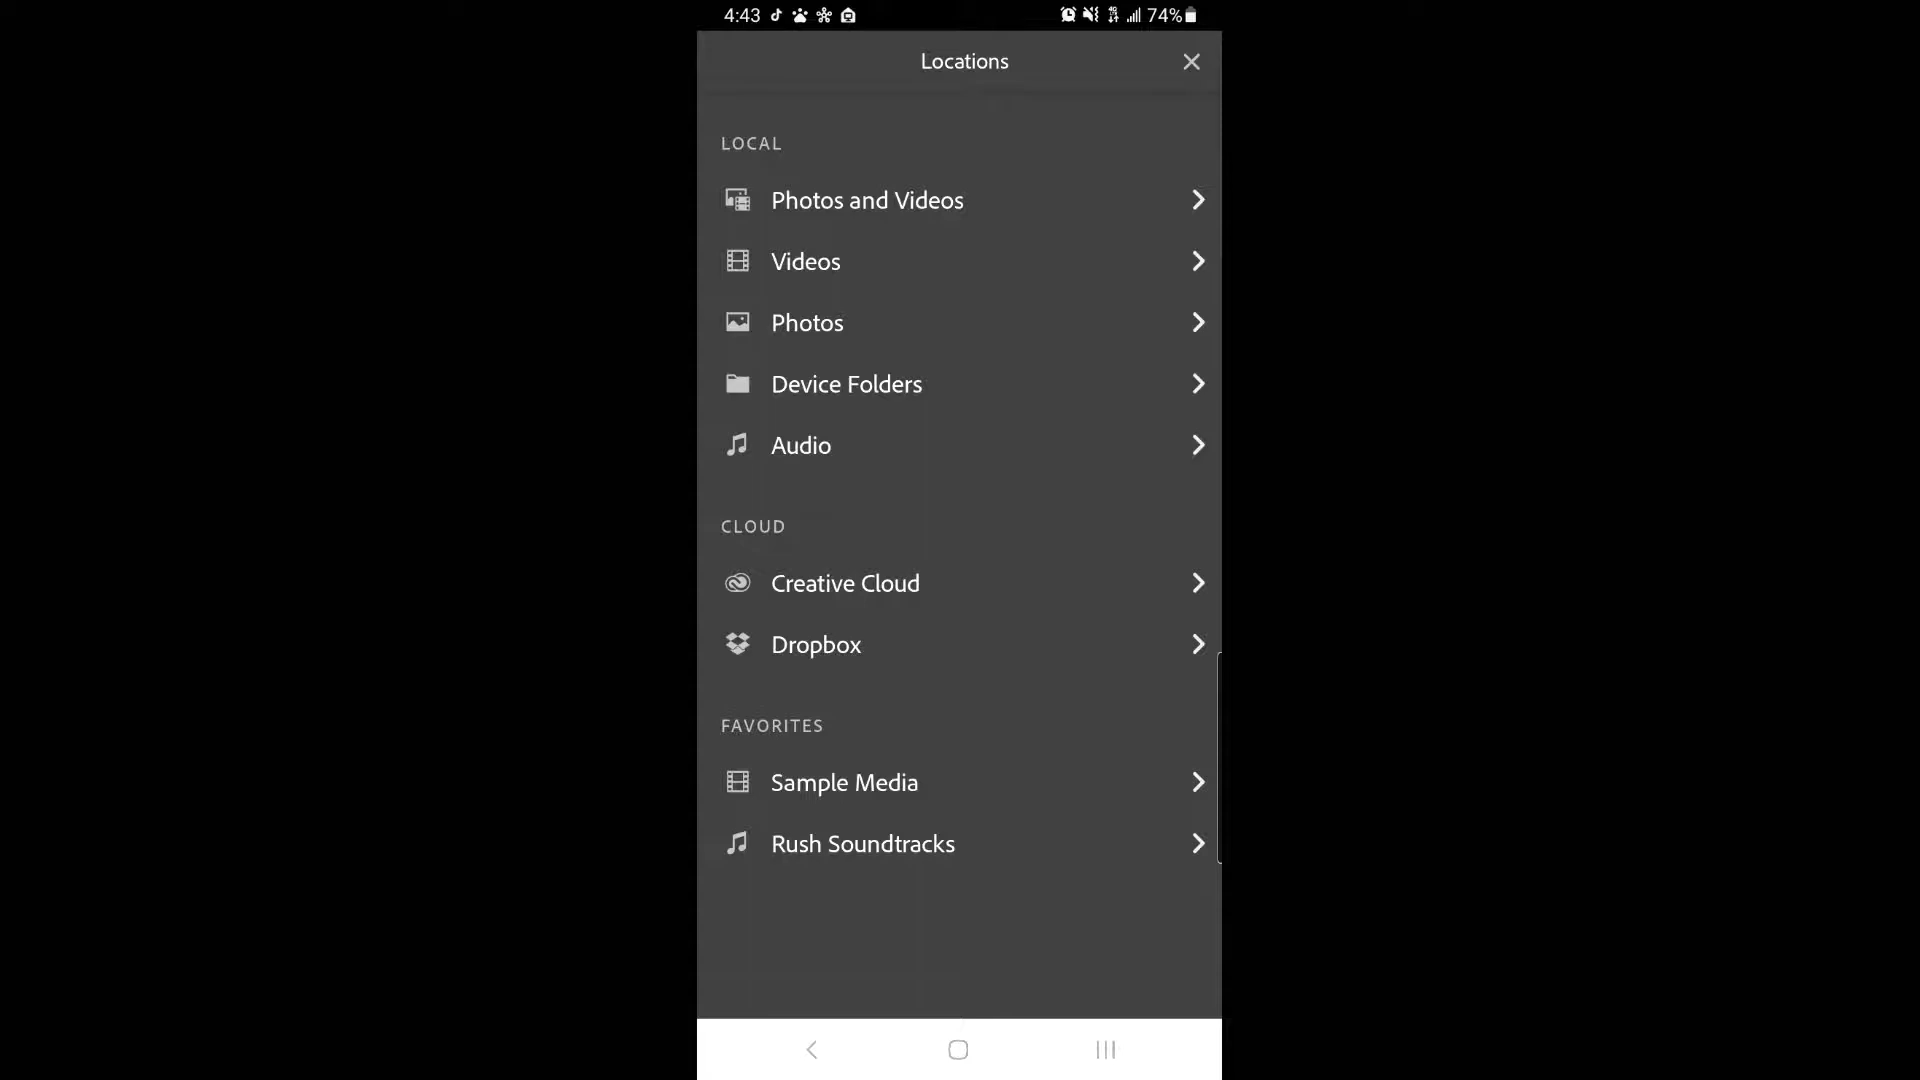 4:43 74%
Locations
LOCAL
Photos and Videos
Videos
Photos
Device Folders
Audio
CLOUD
Creative Cloud
Dropbox
FAVORITES
Sample Media
Rush Soundtracks